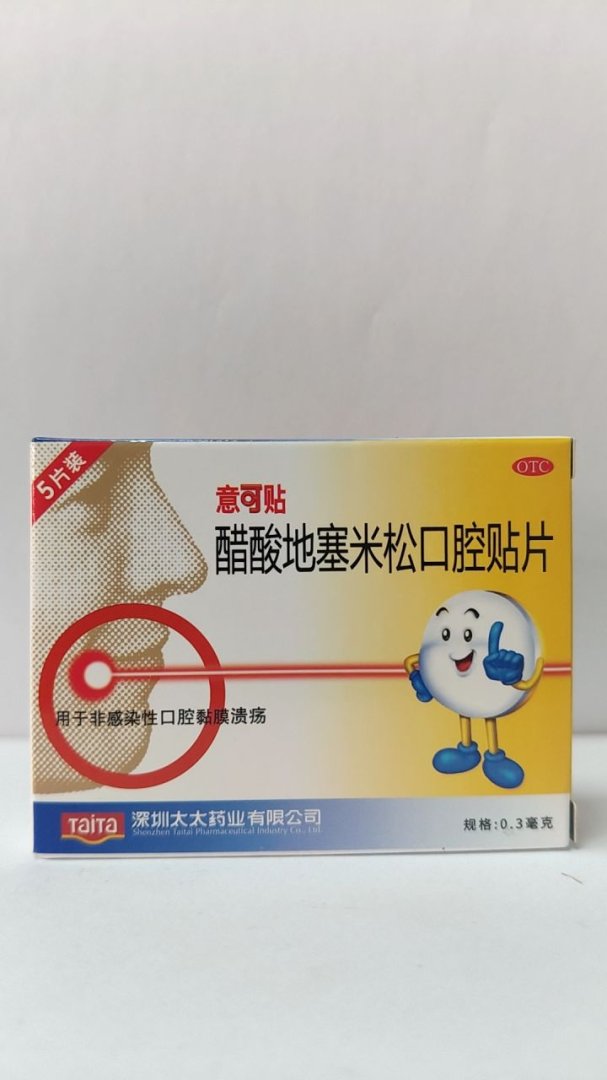 5片装
OTC
意可贴
醋酸地塞米松口腔贴片
用于非感染性口腔黏膜溃疡
Taita
深圳太太药业有限公司
Shenzhen Taitai Pharmaceutical Industry Co., Ltd.
规格:0.3毫克